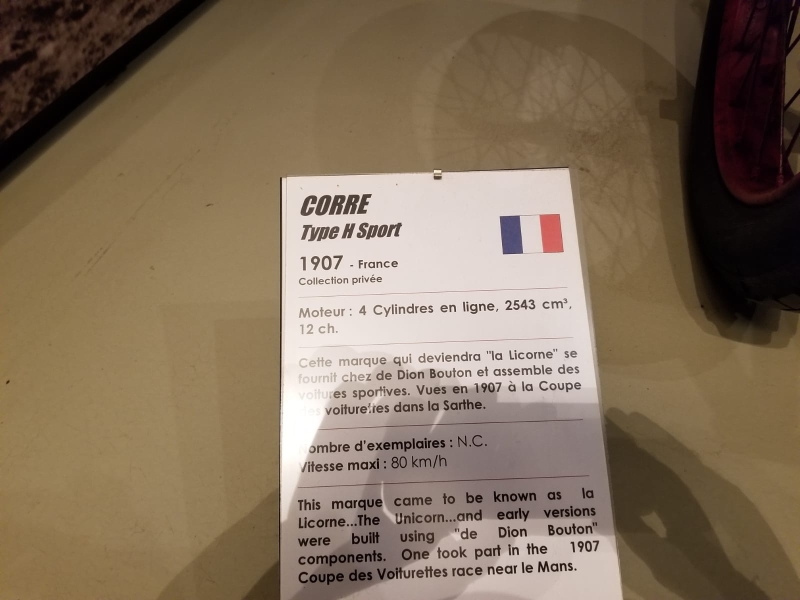 CORRE
Type H Sport
1907 - France
Collection privée
Moteur : 4 Cylindres en ligne, 2543 cm³,
12 ch.
Cette marque qui deviendra "la Licorne" se
fournit chez de Dion Bouton et assemble des
voitures sportives. Vues en 1907 à la Coupe
des voiturettes dans la Sarthe.
Nombre d'exemplaires : N.C.
Vitesse maxi : 80 km/h
This marque came to be known as la
Licorne...The Unicorn...and early versions
were built using "de Dion Bouton"
components. One took part in the 1907
Coupe des Voiturettes race near le Mans.